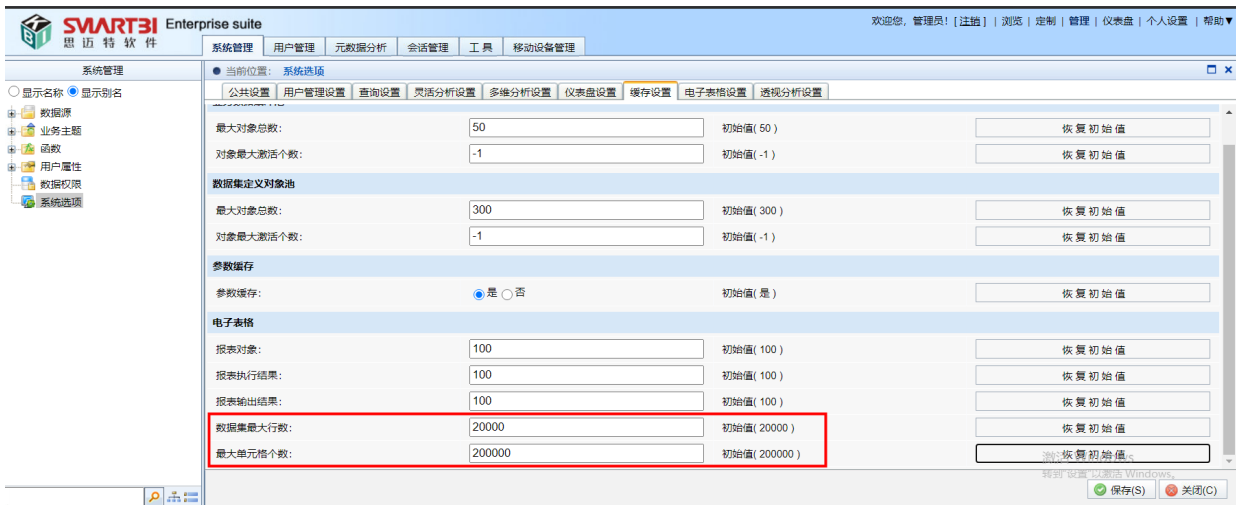 SMARTBI Enterprise suite
思迈特软件
欢迎您，管理员! [注销] | 浏览 | 定制 | 管理 | 仪表盘 | 个人设置 | 帮助▼
系统管理 用户管理 元数据分析 会话管理 工具 移动设备管理
系统管理
当前位置： 系统选项
显示名称 显示别名
公共设置 用户管理设置 查询设置 灵活分析设置 多维分析设置 仪表盘设置 缓存设置 电子表格设置 透视分析设置
数据源
业务主题
函数
用户属性
数据权限
系统选项
最大对象总数： 50 初始值( 50 ) 恢复初始值
对象最大激活个数： -1 初始值( -1 ) 恢复初始值
数据集定义对象池
最大对象总数： 300 初始值( 300 ) 恢复初始值
对象最大激活个数： -1 初始值( -1 ) 恢复初始值
参数缓存
参数缓存： 是 否 初始值( 是 ) 恢复初始值
电子表格
报表对象： 100 初始值( 100 ) 恢复初始值
报表执行结果： 100 初始值( 100 ) 恢复初始值
报表输出结果： 100 初始值( 100 ) 恢复初始值
数据集最大行数： 20000 初始值( 20000 ) 恢复初始值
最大单元格个数： 200000 初始值( 200000 ) 恢复初始值
转到"设置"以激活 Windows。
保存(S) 关闭(C)